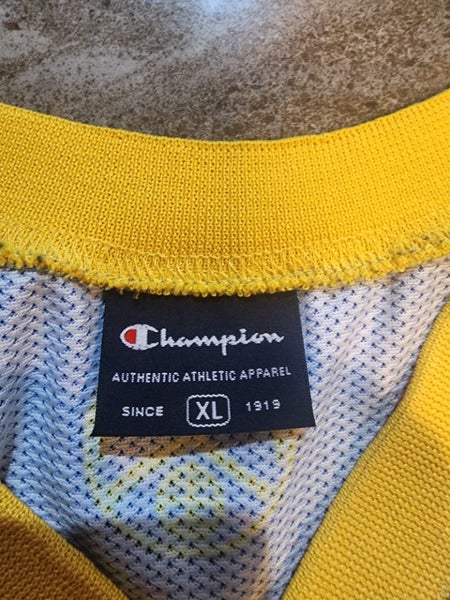 Champion
AUTHENTIC ATHLETIC APPAREL
SINCE XL 1919